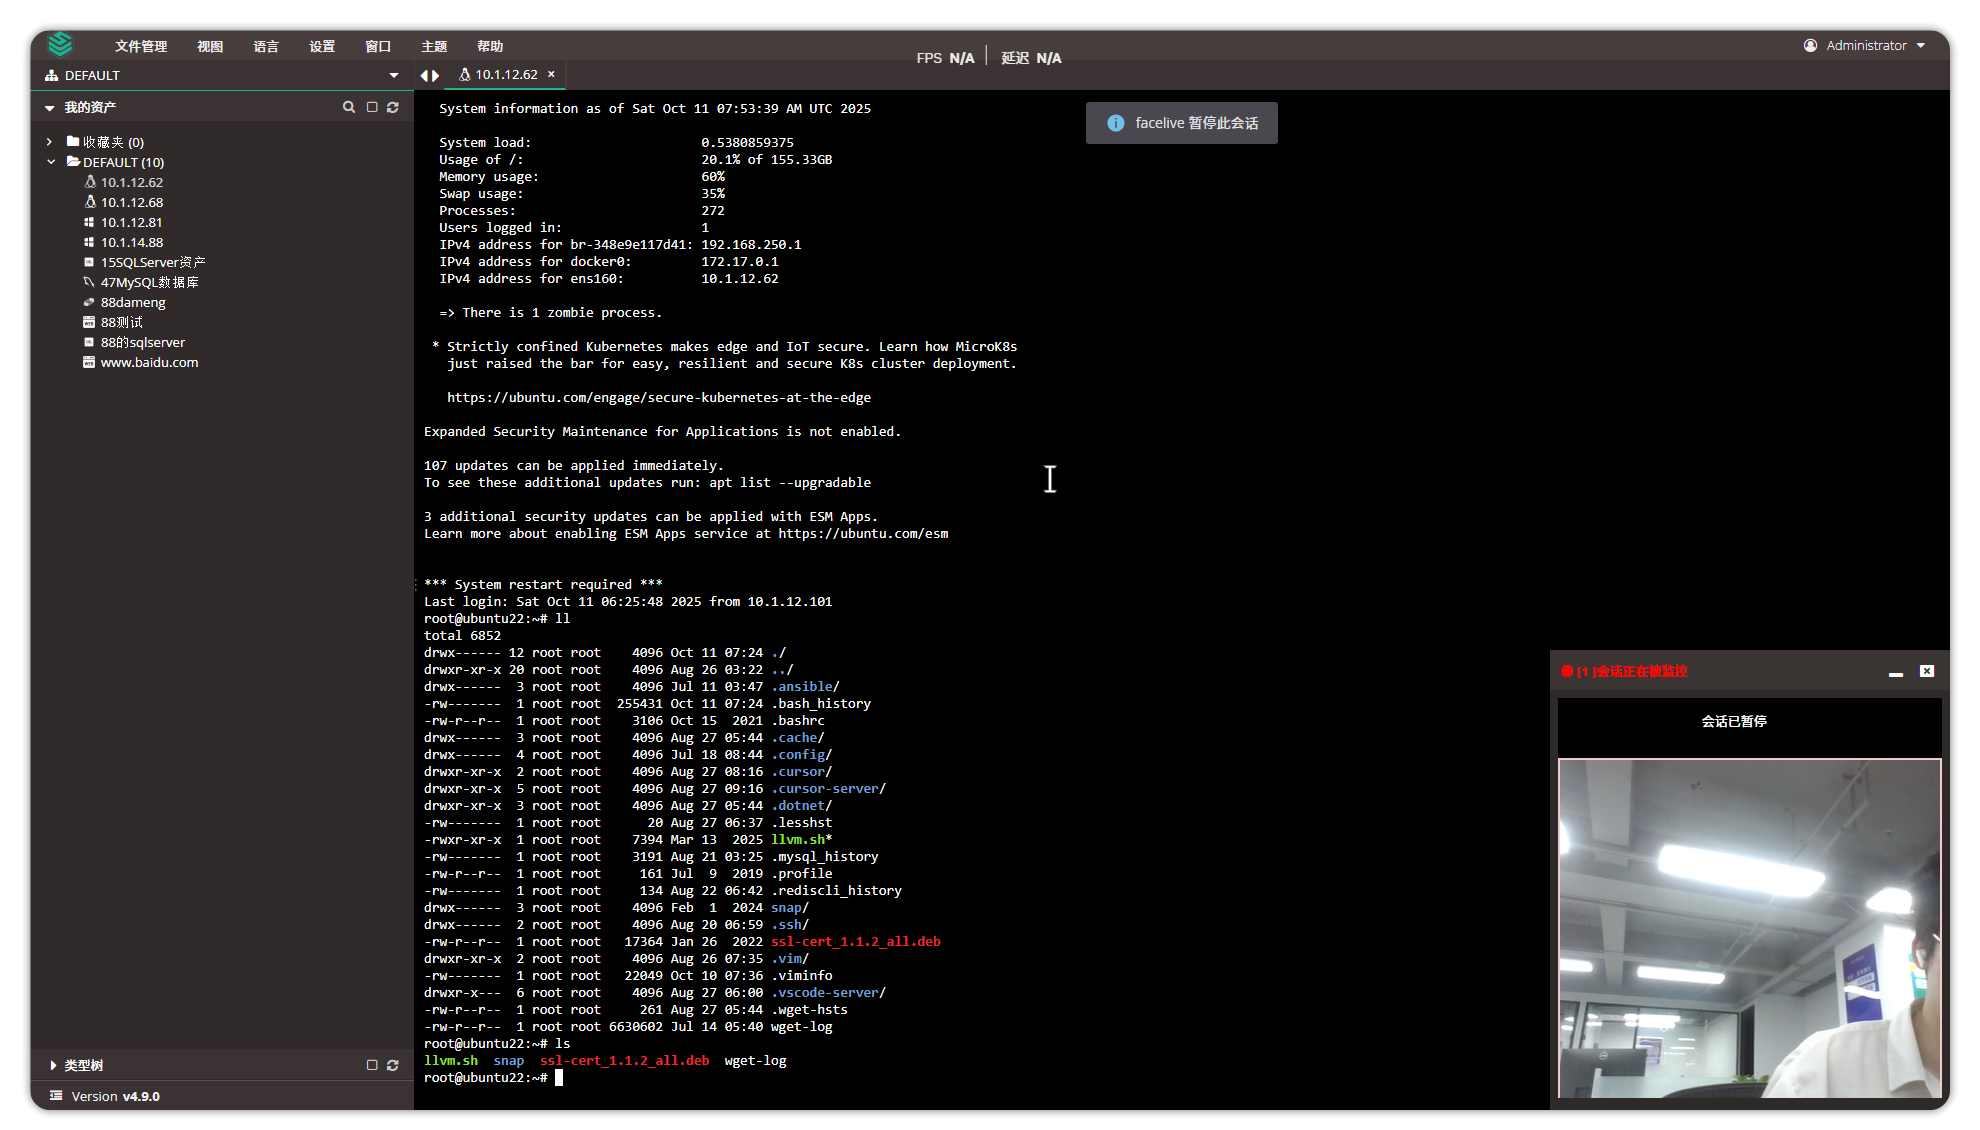 文件管理 视图 语言 设置 窗口 主题 帮助
FPS N/A 延迟 N/A
Administrator
DEFAULT
10.1.12.62 ×
我的资产
收藏夹 (0)
DEFAULT (10)
10.1.12.62
10.1.12.68
10.1.12.81
10.1.14.88
15SQLServer资产
47MySQL数据库
88dameng
88测试
88的sqlserver
www.baidu.com
类型树
Version v4.9.0
System information as of Sat Oct 11 07:53:39 AM UTC 2025
System load: 0.5380859375
Usage of /: 20.1% of 155.33GB
Memory usage: 60%
Swap usage: 35%
Processes: 272
Users logged in: 1
IPv4 address for br-348e9e117d41: 192.168.250.1
IPv4 address for docker0: 172.17.0.1
IPv4 address for ens160: 10.1.12.62
=> There is 1 zombie process.
* Strictly confined Kubernetes makes edge and IoT secure. Learn how MicroK8s
just raised the bar for easy, resilient and secure K8s cluster deployment.
https://ubuntu.com/engage/secure-kubernetes-at-the-edge
Expanded Security Maintenance for Applications is not enabled.
107 updates can be applied immediately.
To see these additional updates run: apt list --upgradable
3 additional security updates can be applied with ESM Apps.
Learn more about enabling ESM Apps service at https://ubuntu.com/esm
*** System restart required ***
Last login: Sat Oct 11 06:25:48 2025 from 10.1.12.101
root@ubuntu22:~# ll
total 6852
drwx------ 12 root root 4096 Oct 11 07:24 ./
drwxr-xr-x 20 root root 4096 Aug 26 03:22 ../
drwx------ 3 root root 4096 Jul 11 03:47 .ansible/
-rw------- 1 root root 255431 Oct 11 07:24 .bash_history
-rw-r--r-- 1 root root 3106 Oct 15 2021 .bashrc
drwx------ 3 root root 4096 Aug 27 05:44 .cache/
drwx------ 4 root root 4096 Jul 18 08:44 .config/
drwxr-xr-x 2 root root 4096 Aug 27 08:16 .cursor/
drwxr-xr-x 5 root root 4096 Aug 27 09:16 .cursor-server/
drwxr-xr-x 3 root root 4096 Aug 27 05:44 .dotnet/
-rw------- 1 root root 20 Aug 27 06:37 .lesshst
-rwxr-xr-x 1 root root 7394 Mar 13 2025 llvm.sh*
-rw------- 1 root root 3191 Aug 21 03:25 .mysql_history
-rw-r--r-- 1 root root 161 Jul 9 2019 .profile
-rw------- 1 root root 134 Aug 22 06:42 .rediscli_history
drwx------ 3 root root 4096 Feb 1 2024 snap/
drwx------ 2 root root 4096 Aug 20 06:59 .ssh/
-rw-r--r-- 1 root root 17364 Jan 26 2022 ssl-cert_1.1.2_all.deb
drwxr-xr-x 2 root root 4096 Aug 26 07:35 .vim/
-rw------- 1 root root 22049 Oct 10 07:36 .viminfo
drwxr-x--- 6 root root 4096 Aug 27 06:00 .vscode-server/
-rw-r--r-- 1 root root 261 Aug 27 05:44 .wget-hsts
-rw-r--r-- 1 root root 6630602 Jul 14 05:40 wget-log
root@ubuntu22:~# ls
llvm.sh snap ssl-cert_1.1.2_all.deb wget-log
root@ubuntu22:~#
facelive 暂停此会话
[1 ]会话正在被监控
会话已暂停